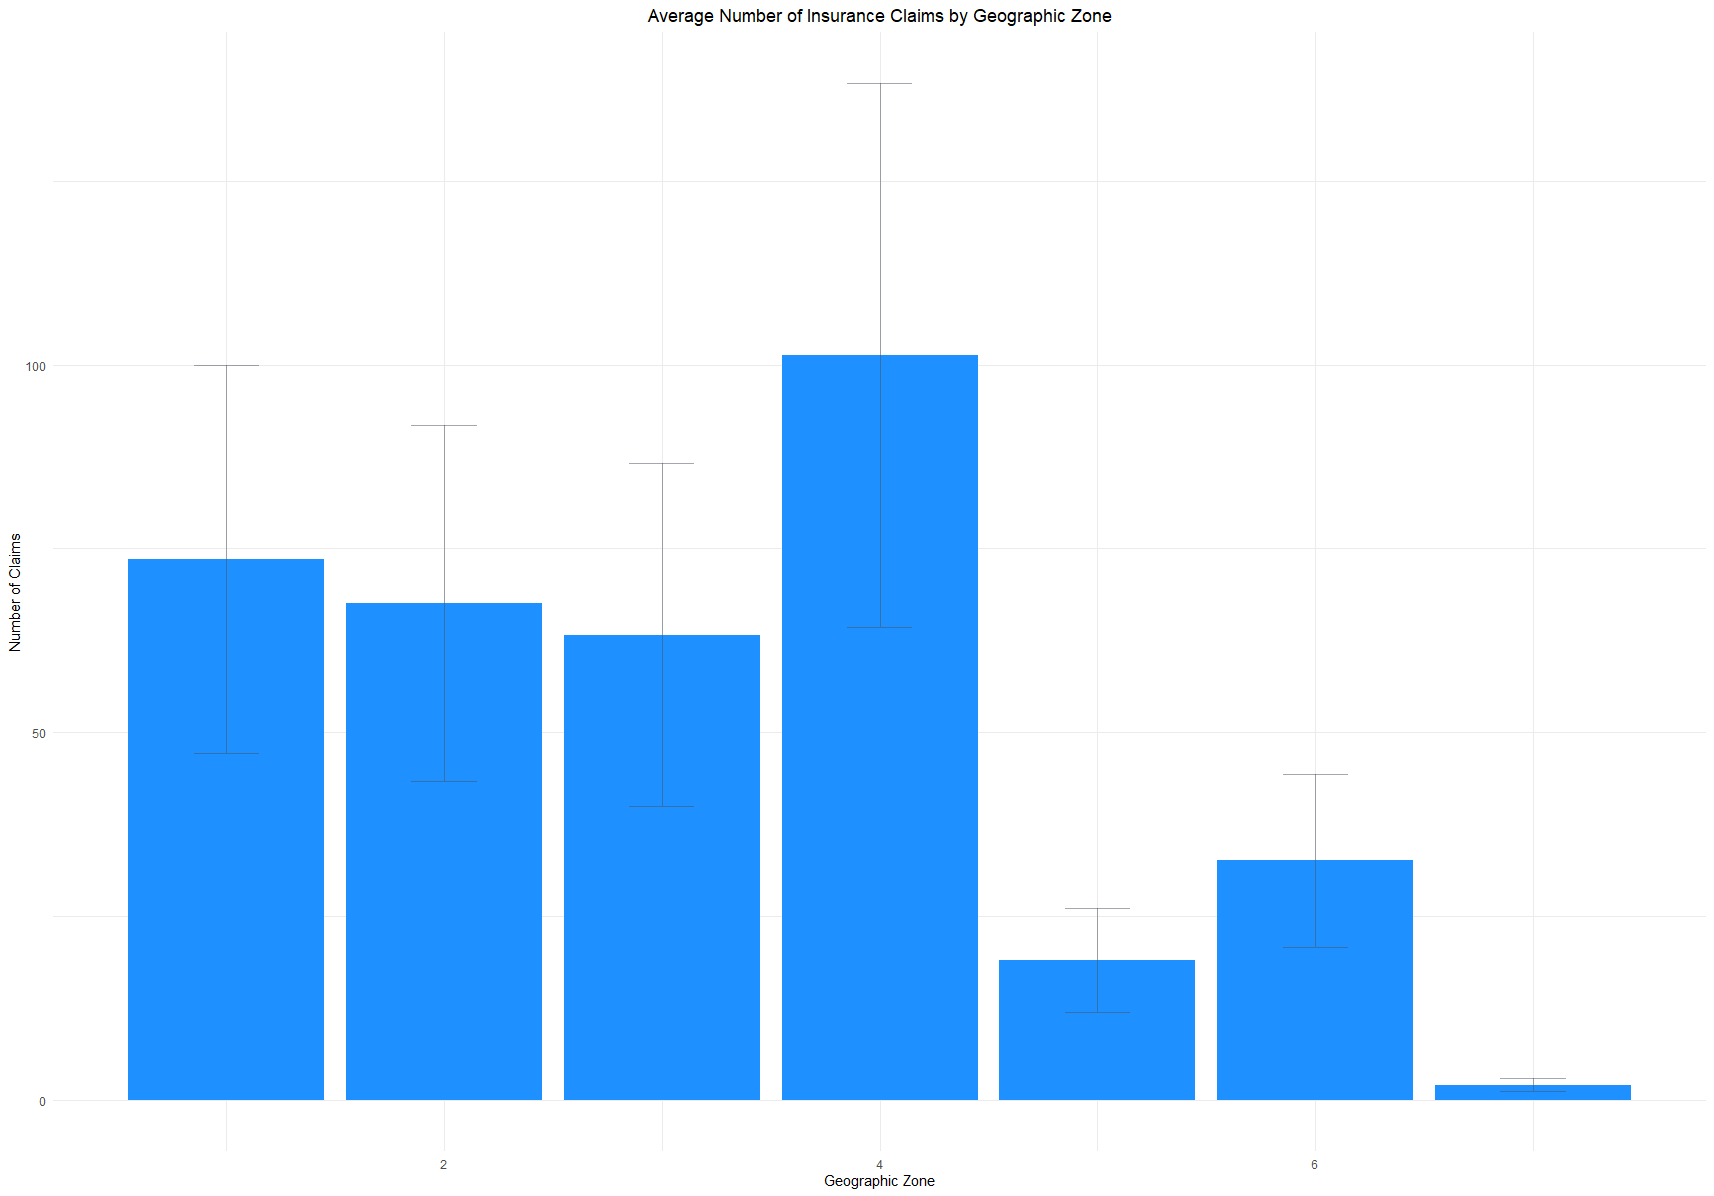 Average Number of Insurance Claims by Geographic Zone
Number of Claims
100
50
0
2 4 6
Geographic Zone